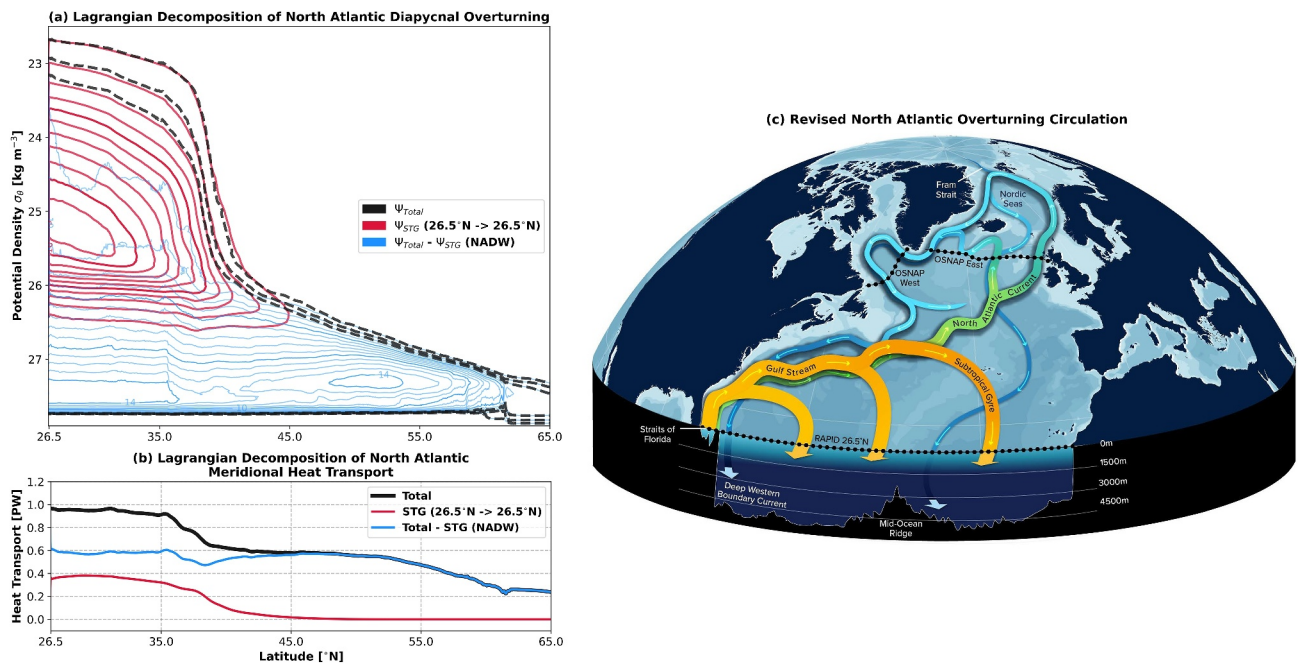 (a) Lagrangian Decomposition of North Atlantic Diapycnal Overturning
Potential Density σθ [kg m⁻³]
23
24
25
26
27
Ψ_Total
Ψ_STG (26.5°N -> 26.5°N)
Ψ_Total - Ψ_STG (NADW)
14
14
10
26.5
35.0
45.0
55.0
65.0
(b) Lagrangian Decomposition of North Atlantic
Meridional Heat Transport
Heat Transport [PW]
1.2
1.0
0.8
0.6
0.4
0.2
0.0
Total
STG (26.5°N -> 26.5°N)
Total - STG (NADW)
26.5
35.0
45.0
55.0
65.0
Latitude [°N]
(c) Revised North Atlantic Overturning Circulation
Fram
Strait
Nordic
Seas
OSNAP East
OSNAP
West
North Atlantic Current
Gulf Stream
Subtropical Gyre
Straits of
Florida
RAPID 26.5°N
0m
1500m
3000m
4500m
Deep Western
Boundary Current
Mid-Ocean
Ridge